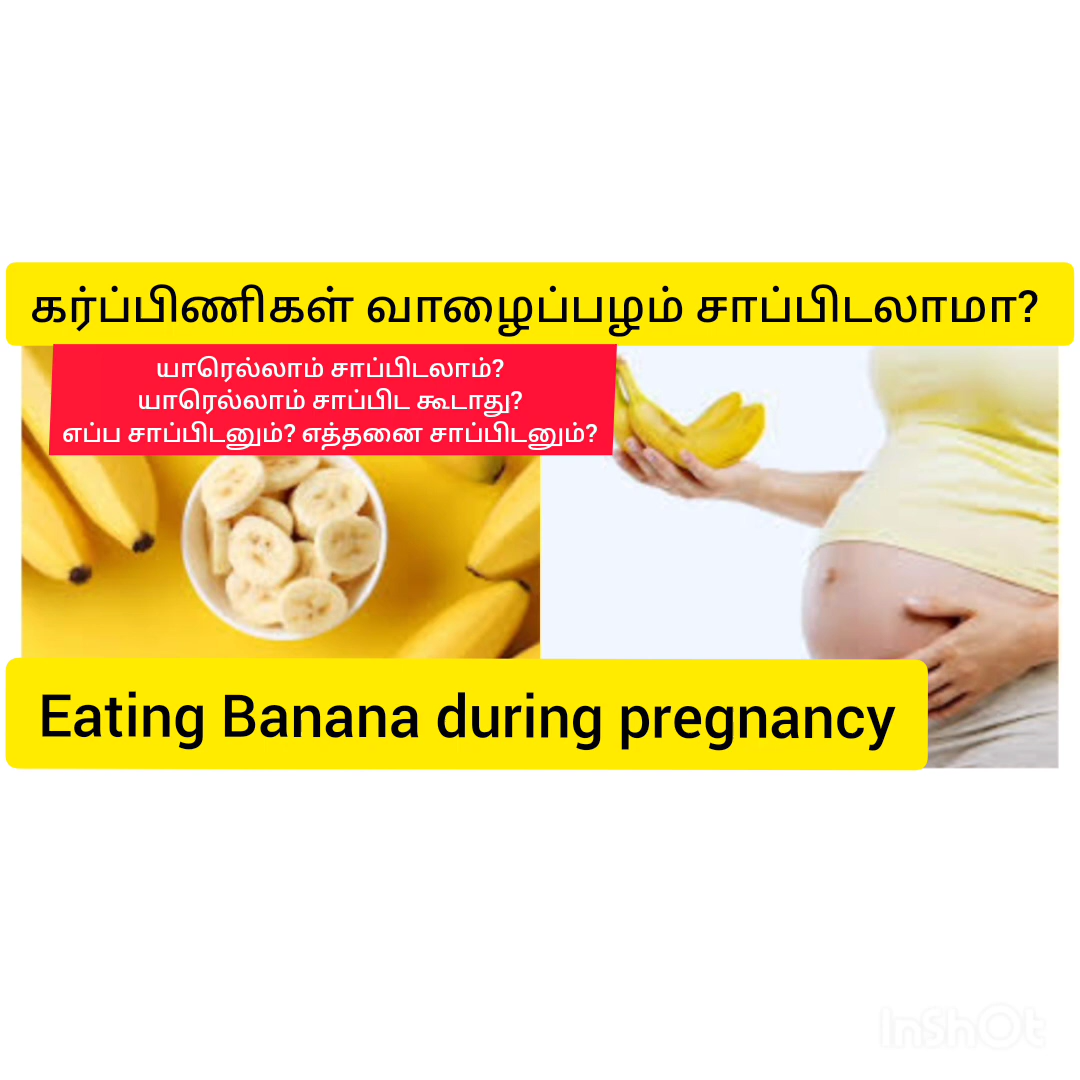 கர்ப்பிணிகள் வாழைப்பழம் சாப்பிடலாமா?
யாரெல்லாம் சாப்பிடலாம்?
யாரெல்லாம் சாப்பிட கூடாது?
எப்ப சாப்பிடனும்? எத்தனை சாப்பிடனும்?
Eating Banana during pregnancy
InShOt